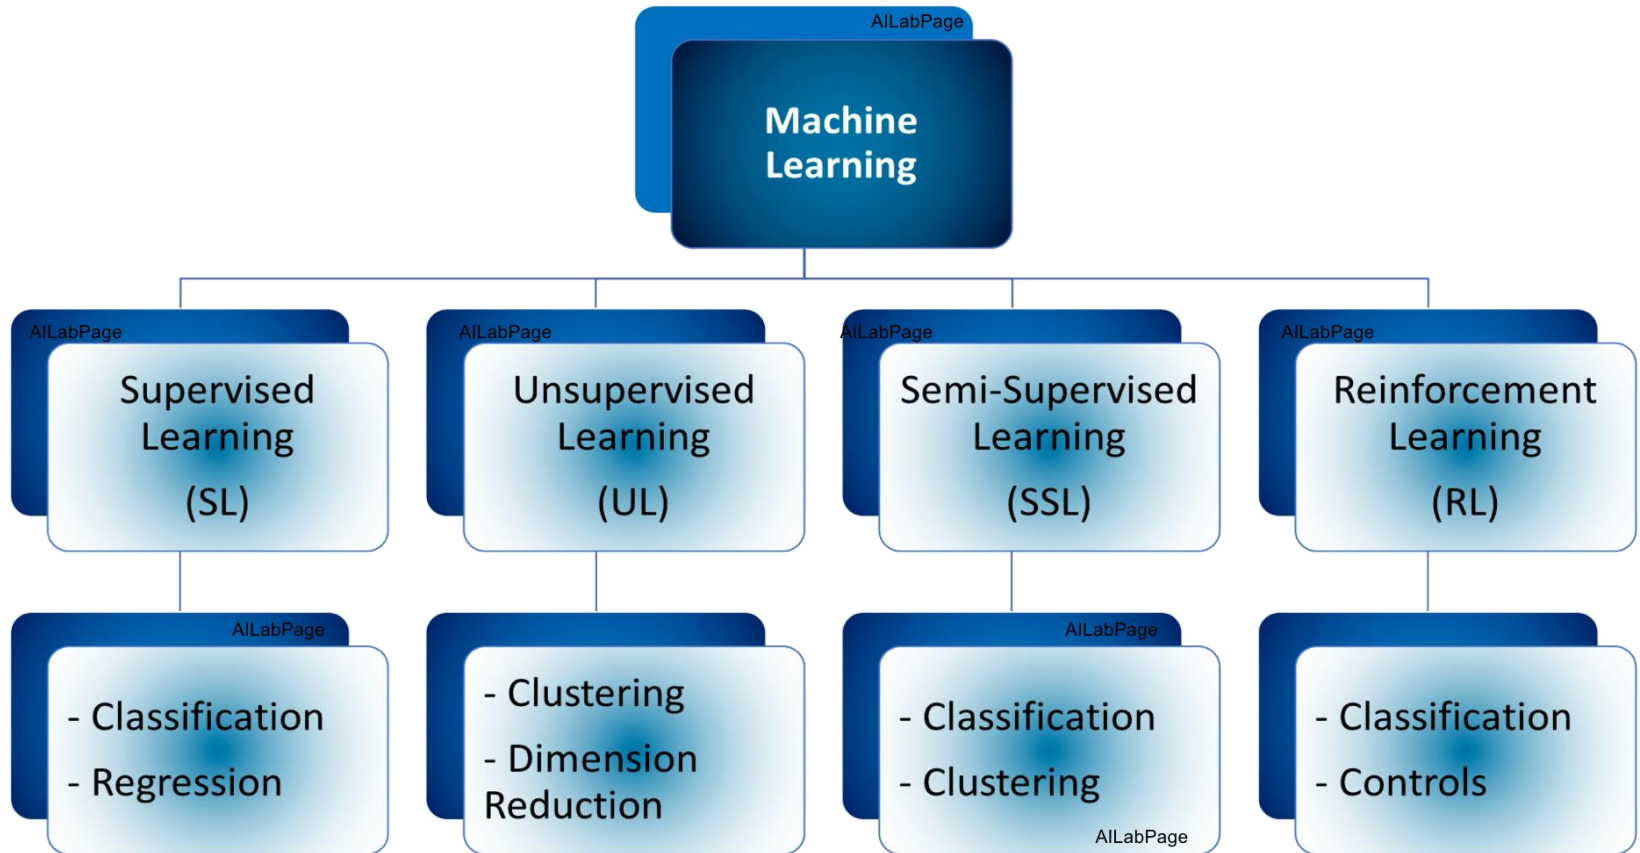 AILabPage
Machine
Learning
AILabPage
Supervised
Learning
(SL)
AILabPage
Unsupervised
Learning
(UL)
AILabPage
Semi-Supervised
Learning
(SSL)
AILabPage
Reinforcement
Learning
(RL)
AILabPage
- Classification
- Regression
- Clustering
- Dimension
Reduction
AILabPage
- Classification
- Clustering
AILabPage
- Classification
- Controls